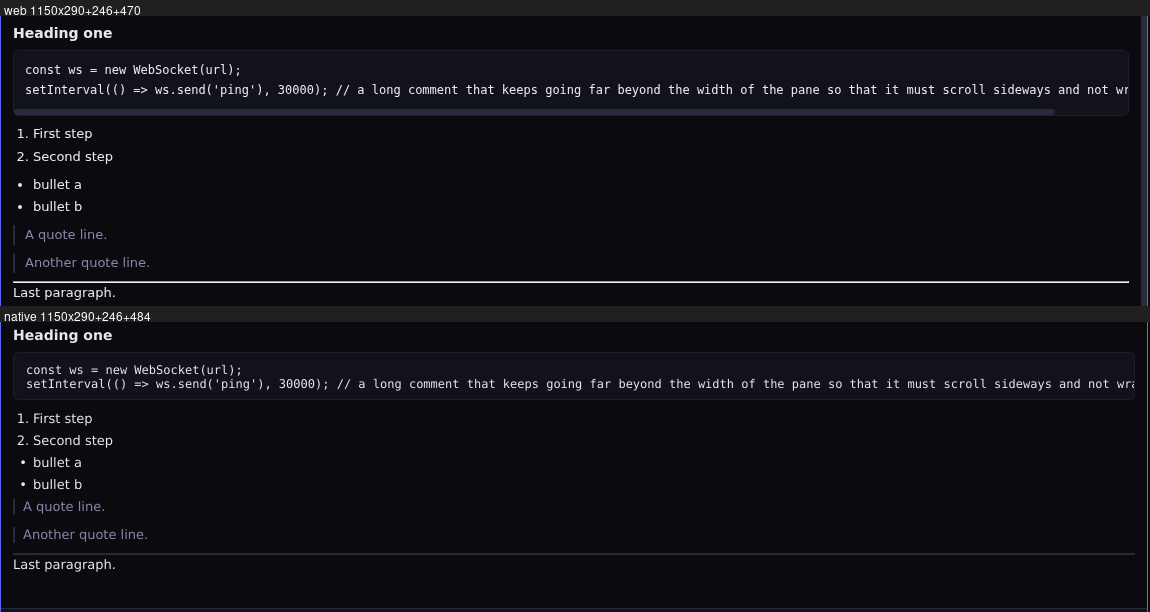 web 1150x290+246+470
Heading one
const ws = new WebSocket(url);
setInterval(() => ws.send('ping'), 30000); // a long comment that keeps going far beyond the width of the pane so that it must scroll sideways and not wr
1. First step
2. Second step
• bullet a
• bullet b
A quote line.
Another quote line.
Last paragraph.
native 1150x290+246+484
Heading one
const ws = new WebSocket(url);
setInterval(() => ws.send('ping'), 30000); // a long comment that keeps going far beyond the width of the pane so that it must scroll sideways and not wra
1. First step
2. Second step
• bullet a
• bullet b
A quote line.
Another quote line.
Last paragraph.